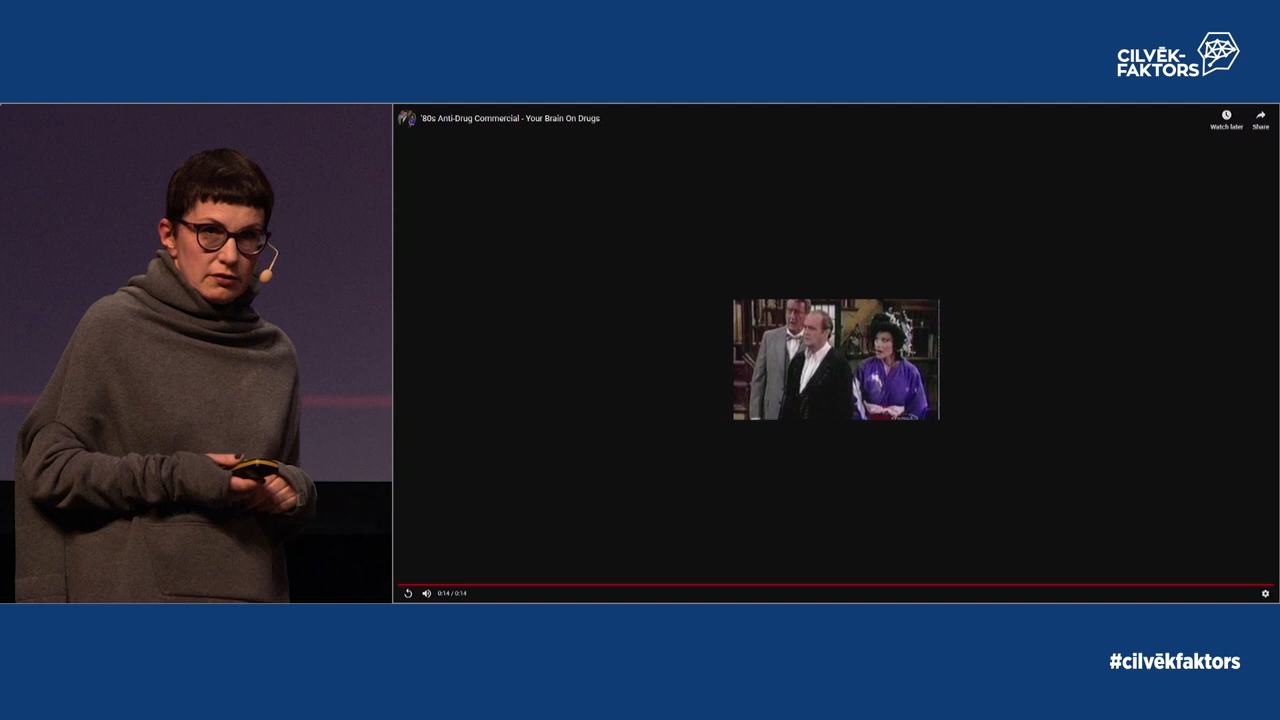 CILVĒK-
FAKTORS
'80s Anti-Drug Commercial - Your Brain On Drugs
Watch later
Share
0:14 / 0:14
#cilvēkfaktors